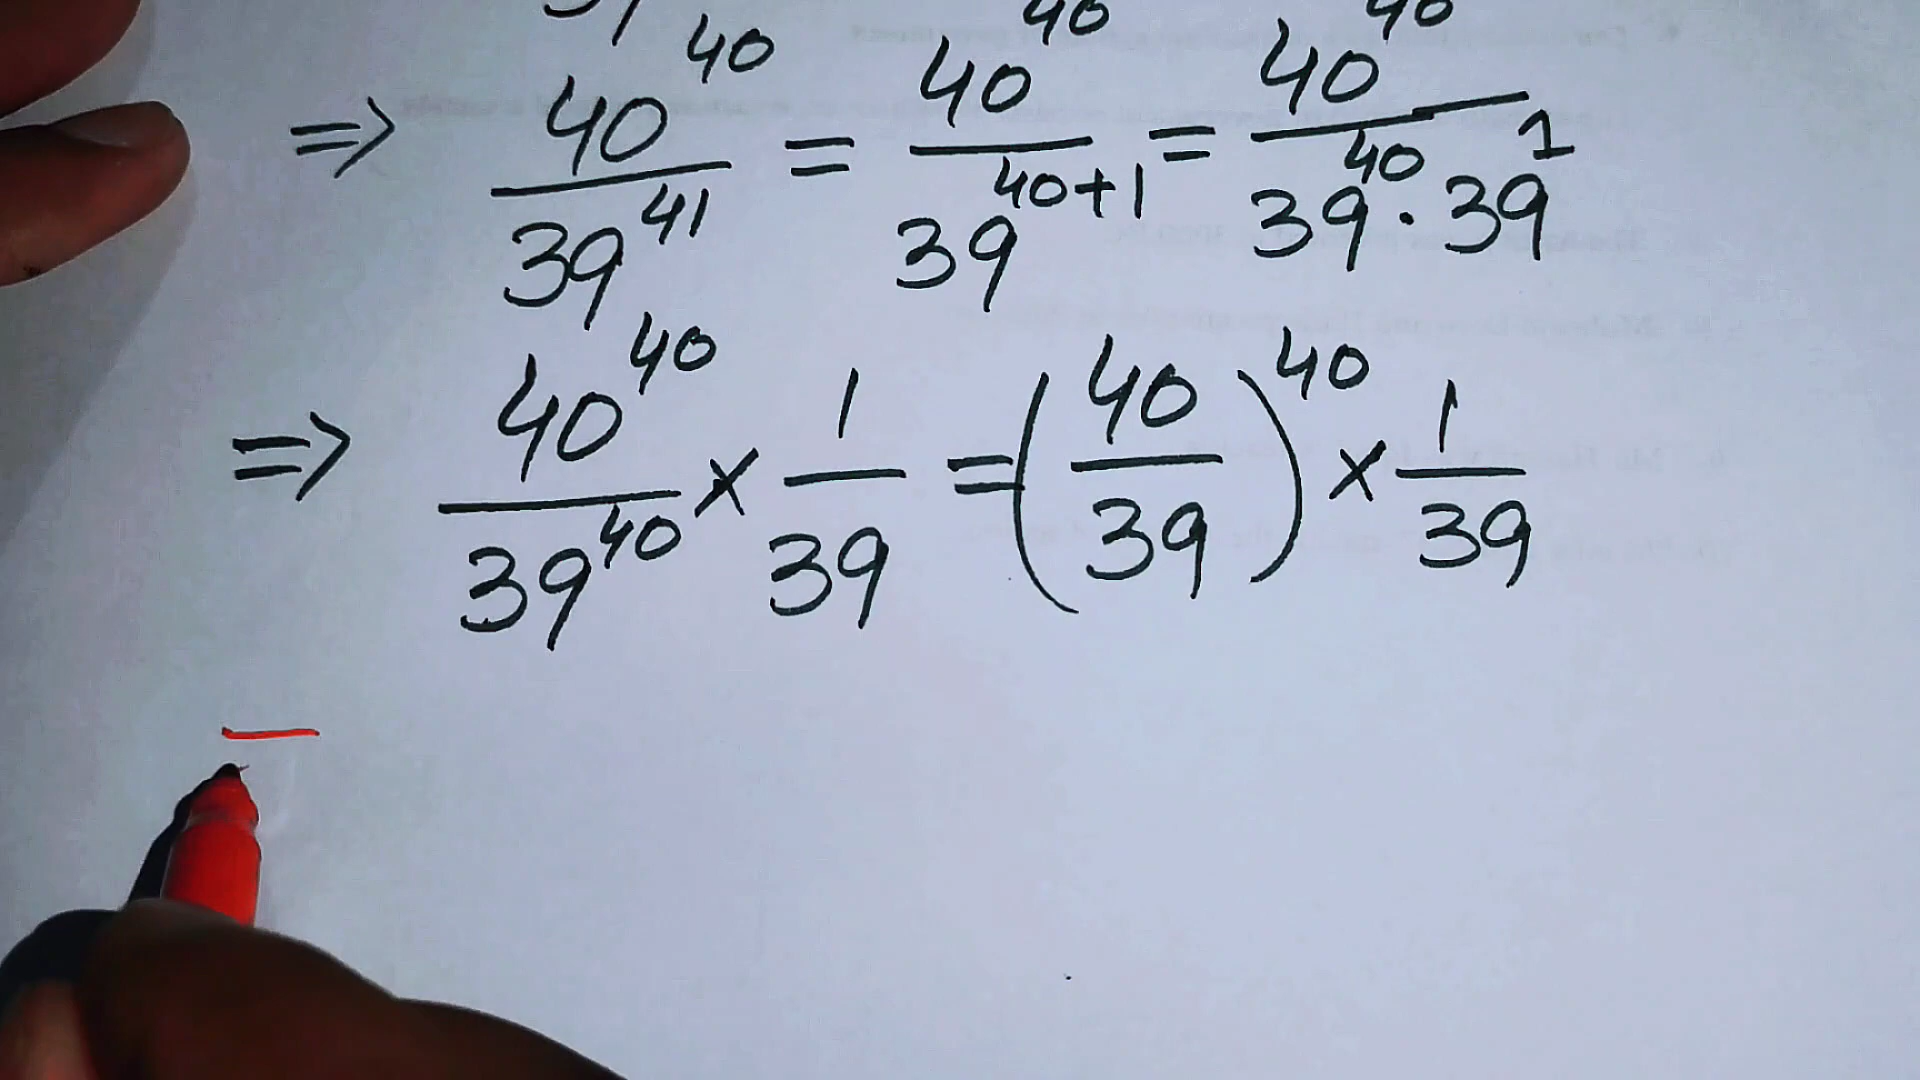 => 40^40/39^41 = 40^40/39^(40+1) = 40^40/(39^40 · 39^1)
=> 40^40/39^40 × 1/39 = (40/39)^40 × 1/39